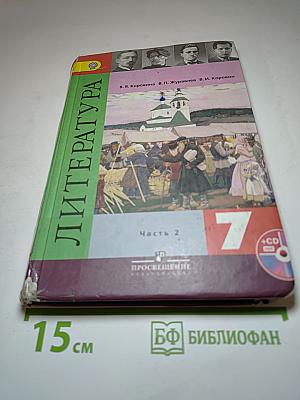 В. Я. Коровина В. П. Журавлев В. И. Коровин
ЛИТЕРАТУРА
Часть 2
7
+CD
ПРОСВЕЩЕНИЕ
15 см
БФ БИБЛИОФАН